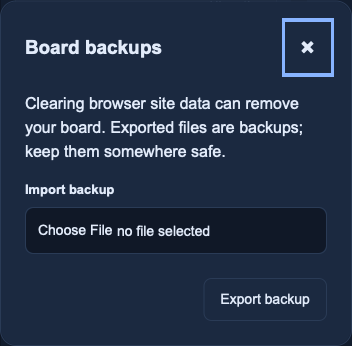 Board backups
Clearing browser site data can remove
your board. Exported files are backups;
keep them somewhere safe.
Import backup
Choose File no file selected
Export backup